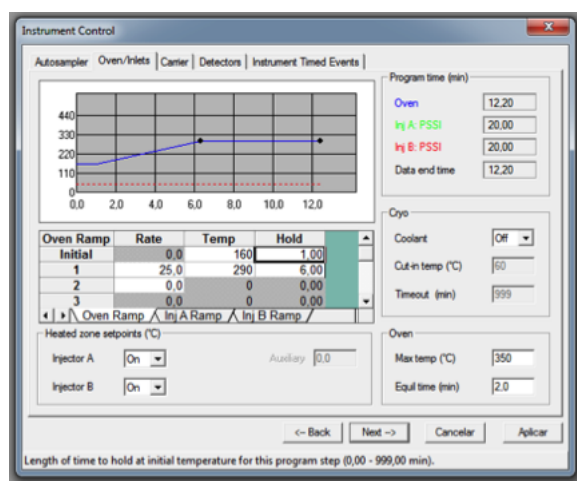 Instrument Control
Autosampler Oven/Inlets Carrier Detectors Instrument Timed Events
440
330
220
110
0
0,0 2,0 4,0 6,0 8,0 10,0 12,0
Oven Ramp Rate Temp Hold
Initial 0,0 160 1,00
1 25,0 290 6,00
2 0,0 0 0,00
3 0,0 0 0,00
Oven Ramp Inj A Ramp Inj B Ramp
Heated zone setpoints (°C)
Injector A On Auxiliary 0,0
Injector B On
Program time (min)
Oven 12,20
Inj A: PSSI 20,00
Inj B: PSSI 20,00
Data end time 12,20
Cryo
Coolant Off
Cut-in temp (°C) 60
Timeout (min) 999
Oven
Max temp (°C) 350
Equil time (min) 2,0
<-- Back Next --> Cancelar Aplicar
Length of time to hold at initial temperature for this program step (0,00 - 999,00 min).